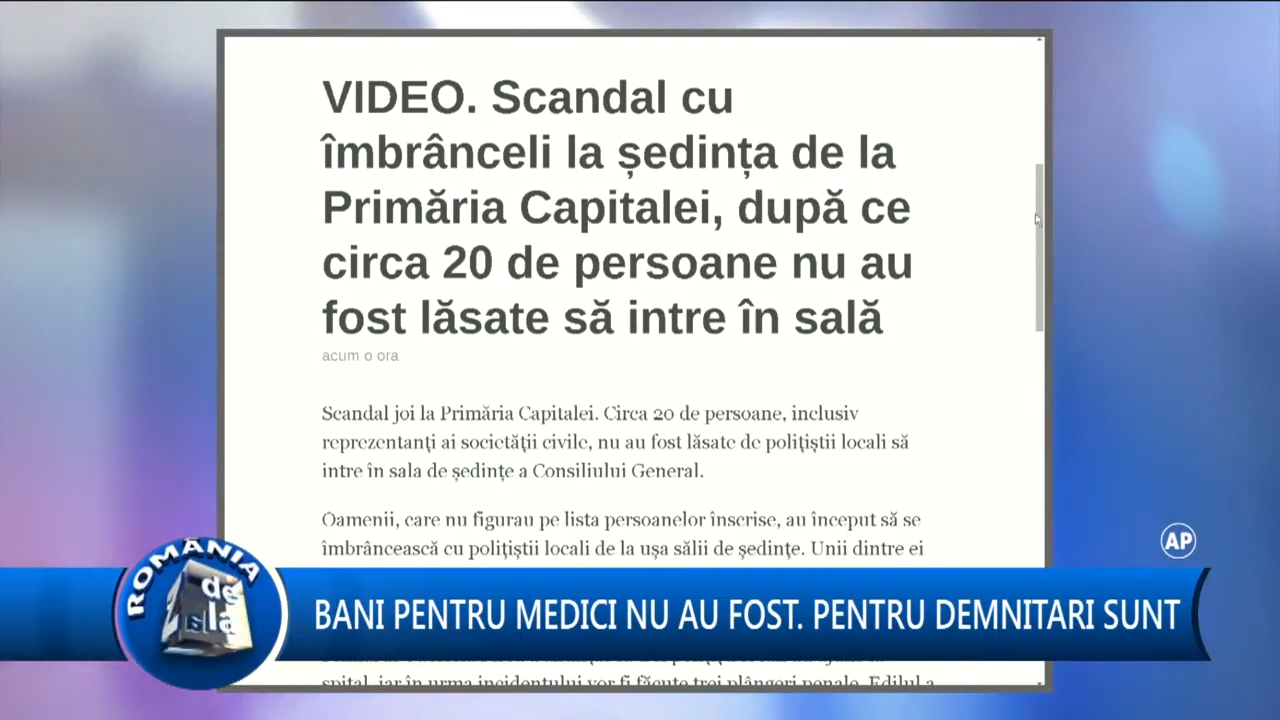 VIDEO. Scandal cu
îmbrânceli la ședința de la
Primăria Capitalei, după ce
circa 20 de persoane nu au
fost lăsate să intre în sală
acum o ora
Scandal joi la Primăria Capitalei. Circa 20 de persoane, inclusiv
reprezentanți ai societății civile, nu au fost lăsate de polițiștii locali să
intre în sala de ședințe a Consiliului General.
Oamenii, care nu figurau pe lista persoanelor înscrise, au început să se
îmbrâncească cu polițiștii locali de la ușa sălii de ședințe. Unii dintre ei
AP
ROMÂNIA
de la
BANI PENTRU MEDICI NU AU FOST. PENTRU DEMNITARI SUNT
spital, iar în urma incidentului vor fi făcute trei plângeri penale. Edilul a